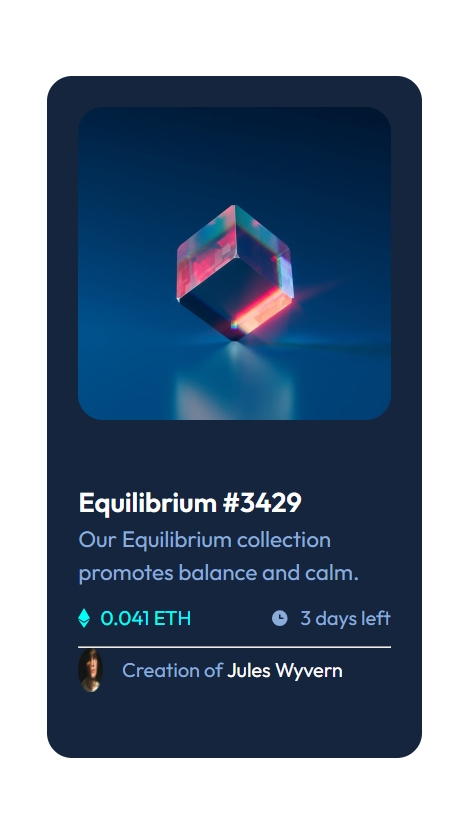 Equilibrium #3429
Our Equilibrium collection
promotes balance and calm.
0.041 ETH
3 days left
Creation of Jules Wyvern